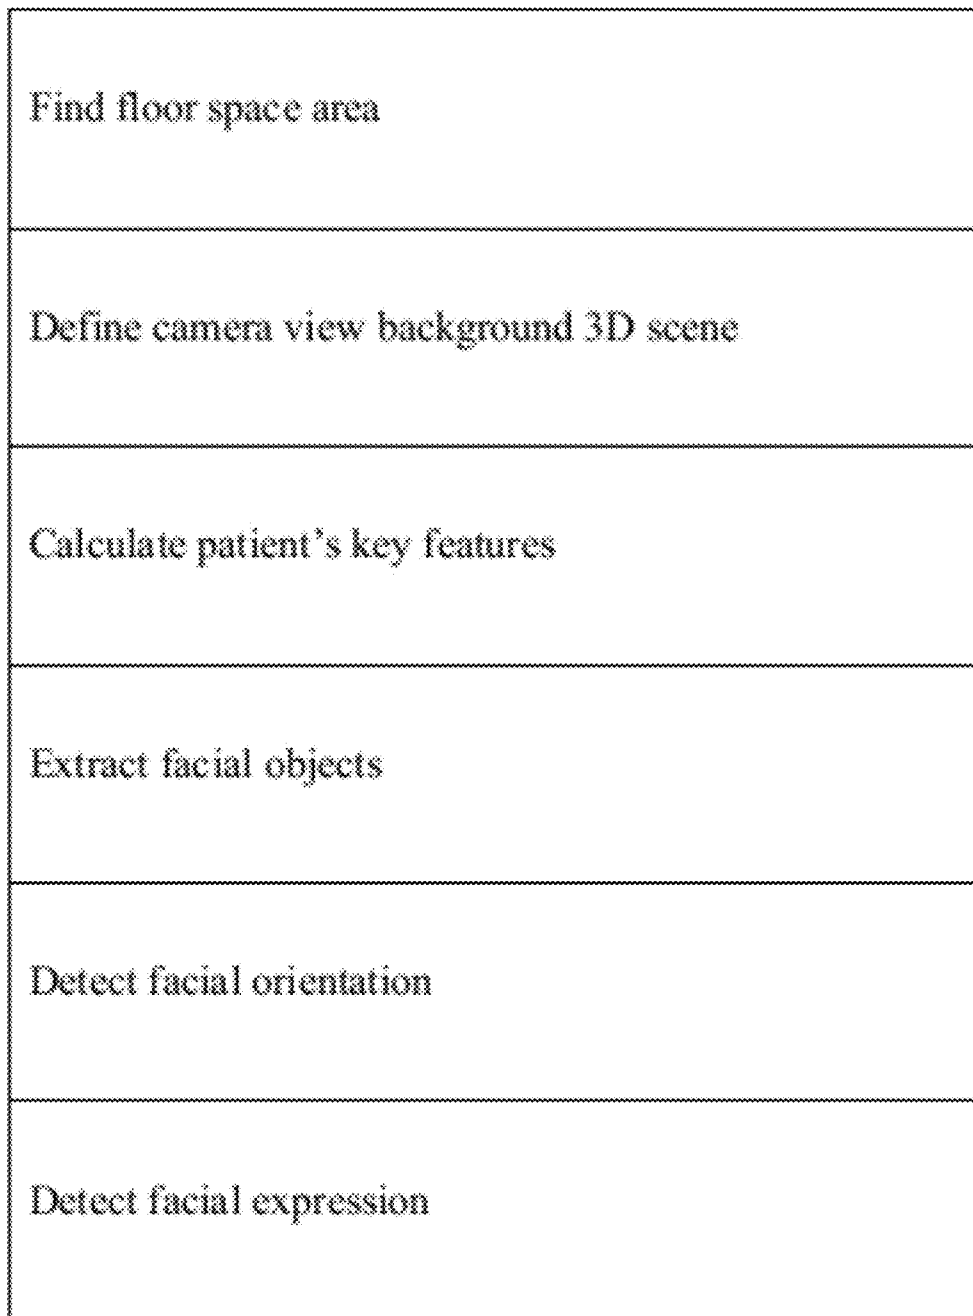 Find floor space area
Define camera view background 3D scene
Calculate patient's key features
Extract facial objects
Detect facial orientation
Detect facial expression